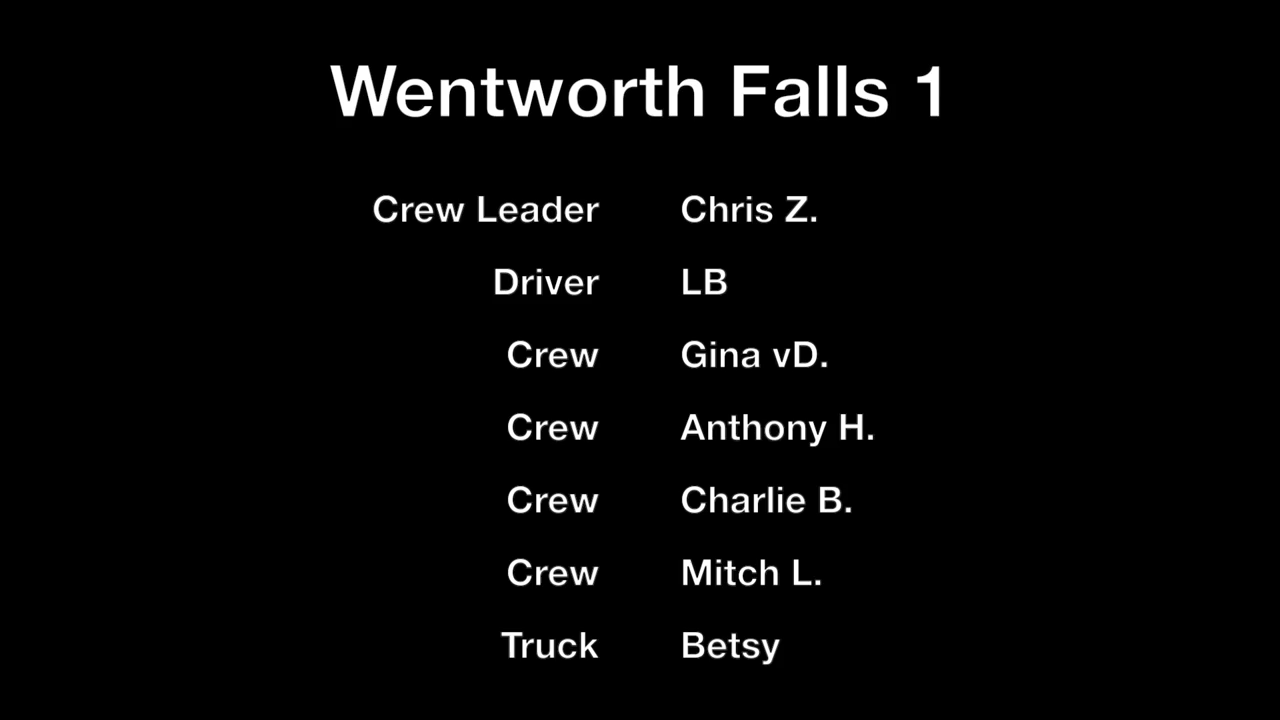 Wentworth Falls 1
Crew Leader Chris Z.
Driver LB
Crew Gina vD.
Crew Anthony H.
Crew Charlie B.
Crew Mitch L.
Truck Betsy